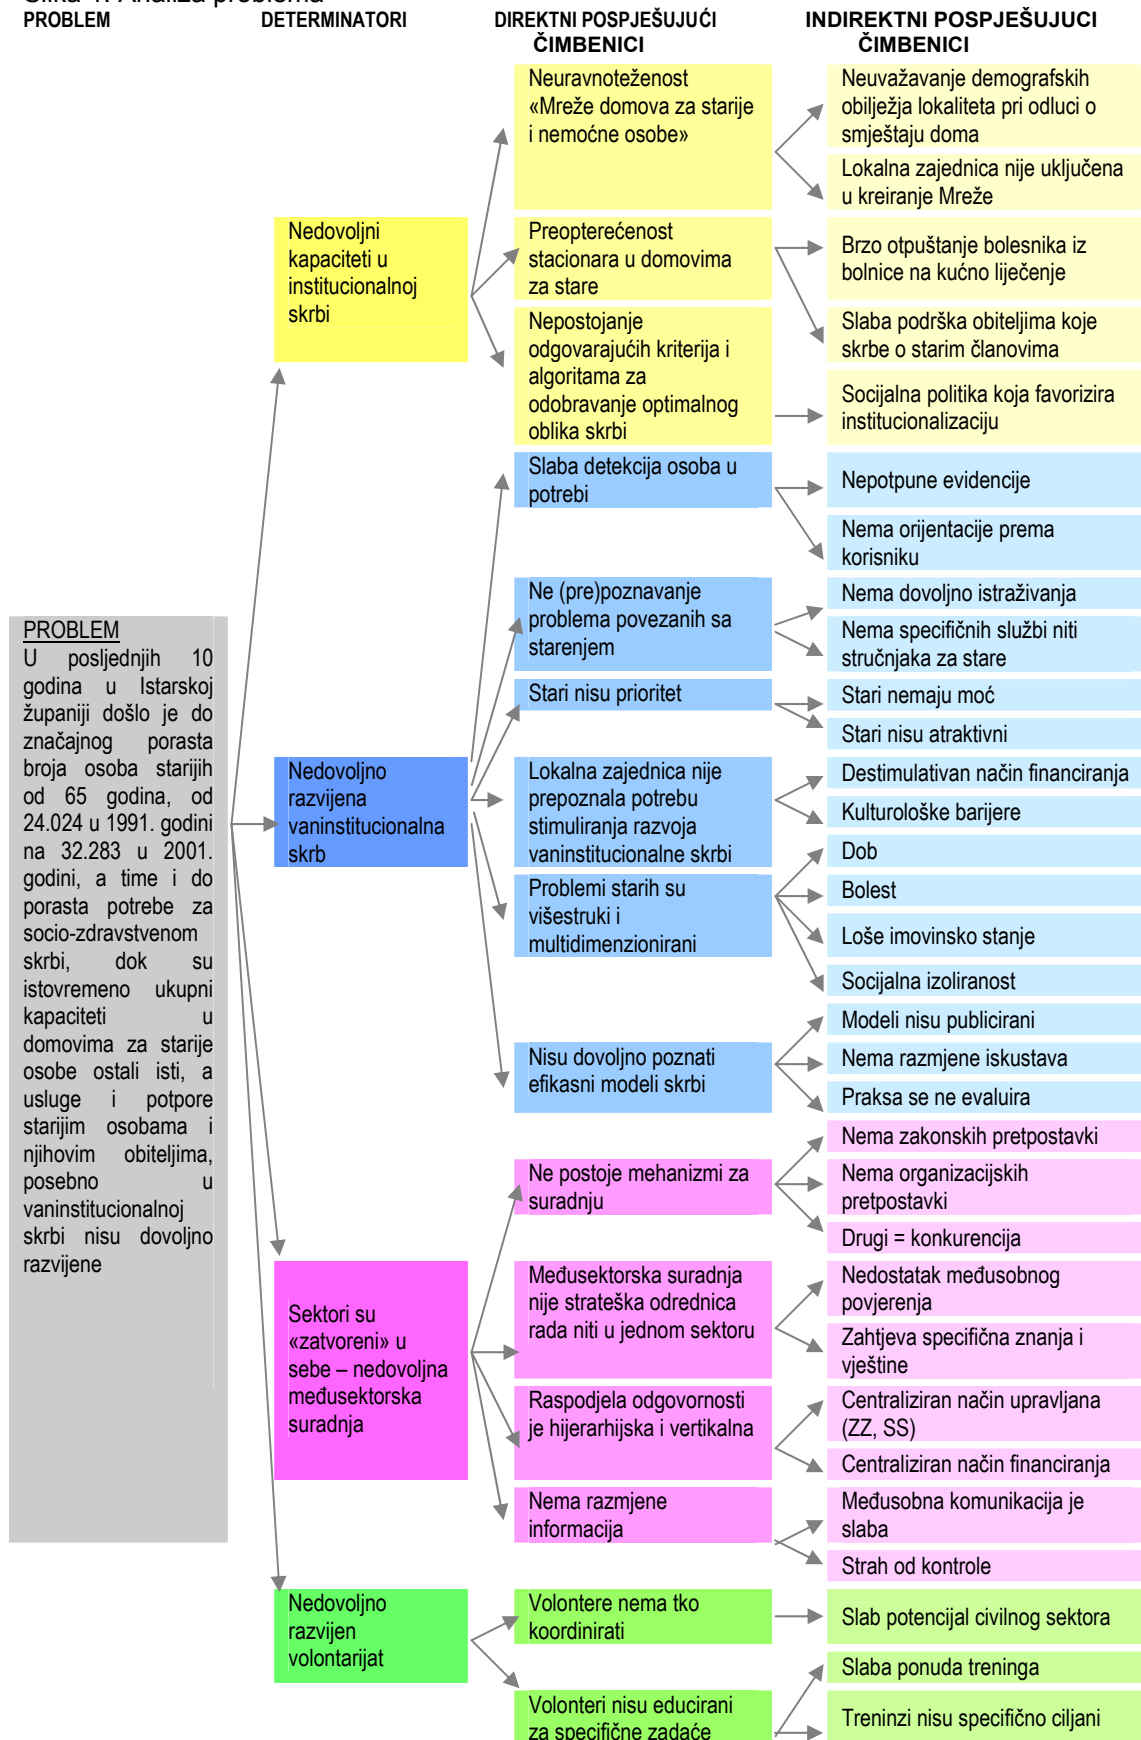 PROBLEM
DETERMINATORI
DIREKTNI POSPJEŠUJUĆI
ČIMBENICI
INDIREKTNI POSPJEŠUJUCI
ČIMBENICI
PROBLEM
U posljednjih 10
godina u Istarskoj
županiji došlo je do
značajnog porasta
broja osoba starijih
od 65 godina, od
24.024 u 1991. godini
na 32.283 u 2001.
godini, a time i do
porasta potrebe za
socio-zdravstvenom
skrbi, dok su
istovremeno ukupni
kapaciteti u
domovima za starije
osobe ostali isti, a
usluge i potpore
starijim osobama i
njihovim obiteljima,
posebno u
vaninstitucionalnoj
skrbi nisu dovoljno
razvijene
Nedovoljni
kapaciteti u
institucionalnoj
skrbi
Neuravnoteženost
«Mreže domova za starije
i nemoćne osobe»
Neuvažavanje demografskih
obilježja lokaliteta pri odluci o
smještaju doma
Lokalna zajednica nije uključena
u kreiranje Mreže
Preopterećenost
stacionara u domovima
za stare
Brzo otpuštanje bolesnika iz
bolnice na kućno liječenje
Slaba podrška obiteljima koje
skrbe o starim članovima
Nepostojanje
odgovarajućih kriterija i
algoritama za
odobravanje optimalnog
oblika skrbi
Socijalna politika koja favorizira
institucionalizaciju
Nedovoljno
razvijena
vaninstitucionalna
skrb
Slaba detekcija osoba u
potrebi
Nepotpune evidencije
Nema orijentacije prema
korisniku
Ne (pre)poznavanje
problema povezanih sa
starenjem
Nema dovoljno istraživanja
Nema specifičnih službi niti
stručnjaka za stare
Stari nisu prioritet
Stari nemaju moć
Stari nisu atraktivni
Lokalna zajednica nije
prepoznala potrebu
stimuliranja razvoja
vaninstitucionalne skrbi
Destimulativan način financiranja
Kulturološke barijere
Problemi starih su
višestruki i
multidimenzionirani
Dob
Bolest
Loše imovinsko stanje
Socijalna izoliranost
Nisu dovoljno poznati
efikasni modeli skrbi
Modeli nisu publicirani
Nema razmjene iskustava
Praksa se ne evaluira
Sektori su
«zatvoreni» u
sebe – nedovoljna
međusektorska
suradnja
Ne postoje mehanizmi za
suradnju
Nema zakonskih pretpostavki
Nema organizacijskih
pretpostavki
Drugi = konkurencija
Međusektorska suradnja
nije strateška odrednica
rada niti u jednom sektoru
Nedostatak međusobnog
povjerenja
Zahtjeva specifična znanja i
vještine
Raspodjela odgovornosti
je hijerarhijska i vertikalna
Centraliziran način upravljana
(ZZ, SS)
Centraliziran način financiranja
Nema razmjene
informacija
Međusobna komunikacija je
slaba
Strah od kontrole
Nedovoljno
razvijen
volontarijat
Volontere nema tko
koordinirati
Slab potencijal civilnog sektora
Volonteri nisu educirani
za specifične zadaće
Slaba ponuda treninga
Treninzi nisu specifično ciljani